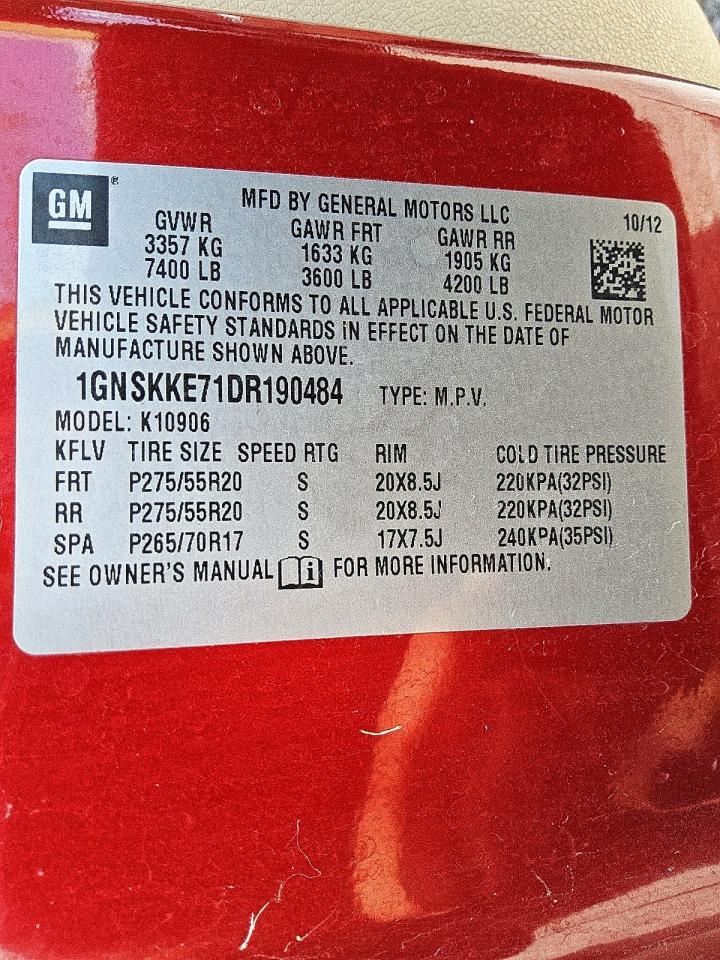 GM®
MFD BY GENERAL MOTORS LLC
10/12
GVWR GAWR FRT GAWR RR
3357 KG 1633 KG 1905 KG
7400 LB 3600 LB 4200 LB
THIS VEHICLE CONFORMS TO ALL APPLICABLE U.S. FEDERAL MOTOR
VEHICLE SAFETY STANDARDS IN EFFECT ON THE DATE OF
MANUFACTURE SHOWN ABOVE.
1GNSKKE71DR190484 TYPE: M.P.V.
MODEL: K10906
KFLV TIRE SIZE SPEED RTG RIM COLD TIRE PRESSURE
FRT P275/55R20 S 20X8.5J 220KPA(32PSI)
RR P275/55R20 S 20X8.5J 220KPA(32PSI)
SPA P265/70R17 S 17X7.5J 240KPA(35PSI)
SEE OWNER'S MANUAL i FOR MORE INFORMATION.